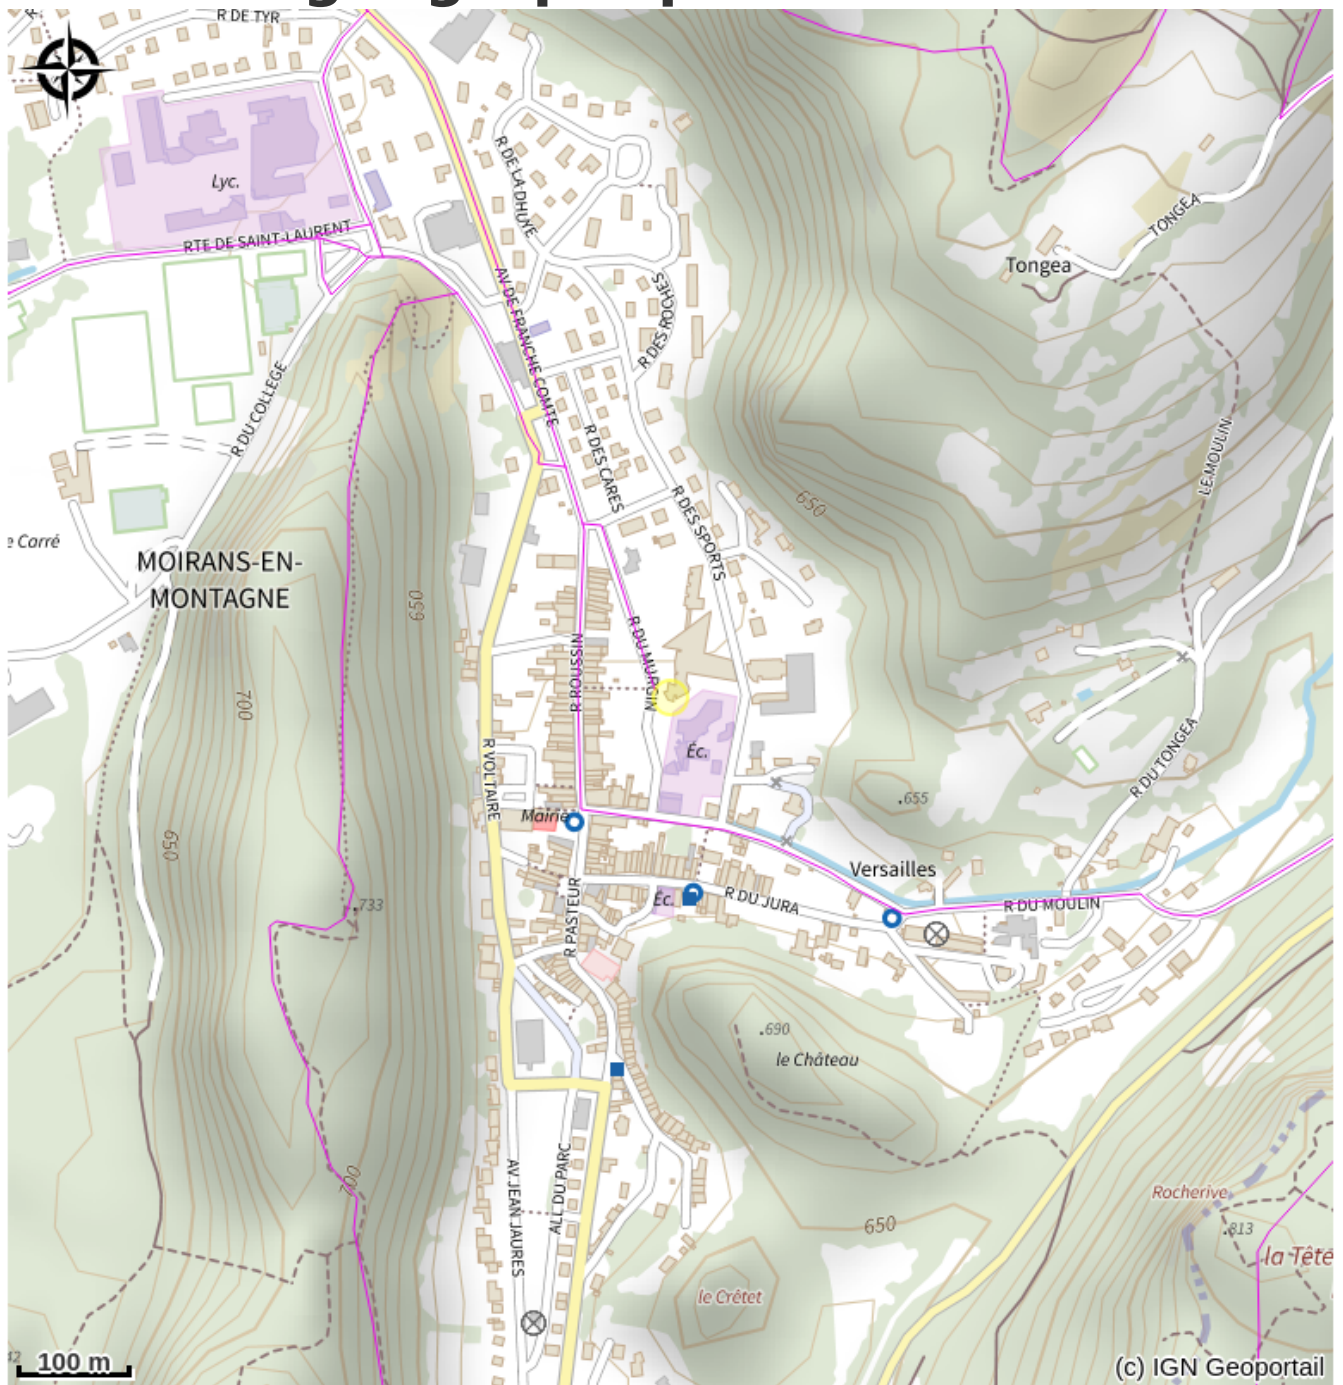 R DE TYR
Lyc.
RTE DE SAINT-LAURENT
R DE LA DHUYE
TONGEA
Tongea
AV DE FRANCHE COMTE
R DES ROCHES
R DU COLLEGE
R DES CARES
LE MOULIN
650
R DES SPORTS
e Carré
MOIRANS-EN-
MONTAGNE
650
R DU MURGIN
R ROUSSIN
700
R VOLTAIRE
Éc.
R DU TONGEA
.655
Mairie
650
Versailles
.733
R PASTEUR
Éc.
R DU JURA
R DU MOULIN
.690
le Château
700
AV JEAN JAURES
ALL DU PARC
Rocherive
650
.813
la Tête
le Crêtet
42
100 m
(c) IGN Geoportail